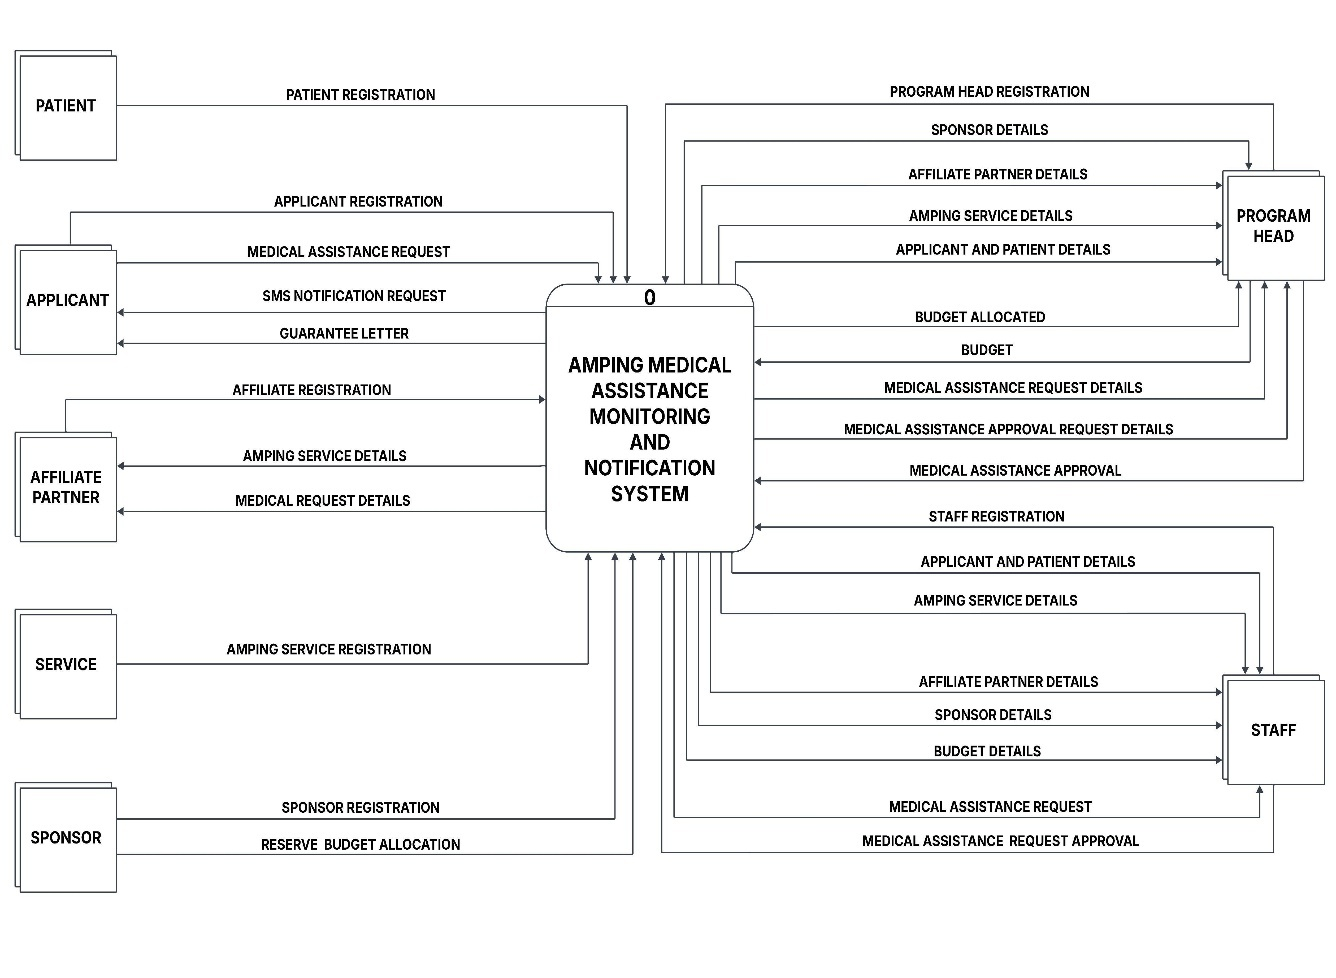 PATIENT
PATIENT REGISTRATION
APPLICANT REGISTRATION
MEDICAL ASSISTANCE REQUEST
SMS NOTIFICATION REQUEST
GUARANTEE LETTER
APPLICANT
AFFILIATE REGISTRATION
AMPING SERVICE DETAILS
MEDICAL REQUEST DETAILS
AFFILIATE
PARTNER
SERVICE
AMPING SERVICE REGISTRATION
SPONSOR
SPONSOR REGISTRATION
RESERVE BUDGET ALLOCATION
0
AMPING MEDICAL
ASSISTANCE
MONITORING
AND
NOTIFICATION
SYSTEM
PROGRAM HEAD REGISTRATION
SPONSOR DETAILS
AFFILIATE PARTNER DETAILS
AMPING SERVICE DETAILS
APPLICANT AND PATIENT DETAILS
PROGRAM
HEAD
BUDGET ALLOCATED
BUDGET
MEDICAL ASSISTANCE REQUEST DETAILS
MEDICAL ASSISTANCE APPROVAL REQUEST DETAILS
MEDICAL ASSISTANCE APPROVAL
STAFF REGISTRATION
APPLICANT AND PATIENT DETAILS
AMPING SERVICE DETAILS
AFFILIATE PARTNER DETAILS
SPONSOR DETAILS
BUDGET DETAILS
STAFF
MEDICAL ASSISTANCE REQUEST
MEDICAL ASSISTANCE REQUEST APPROVAL